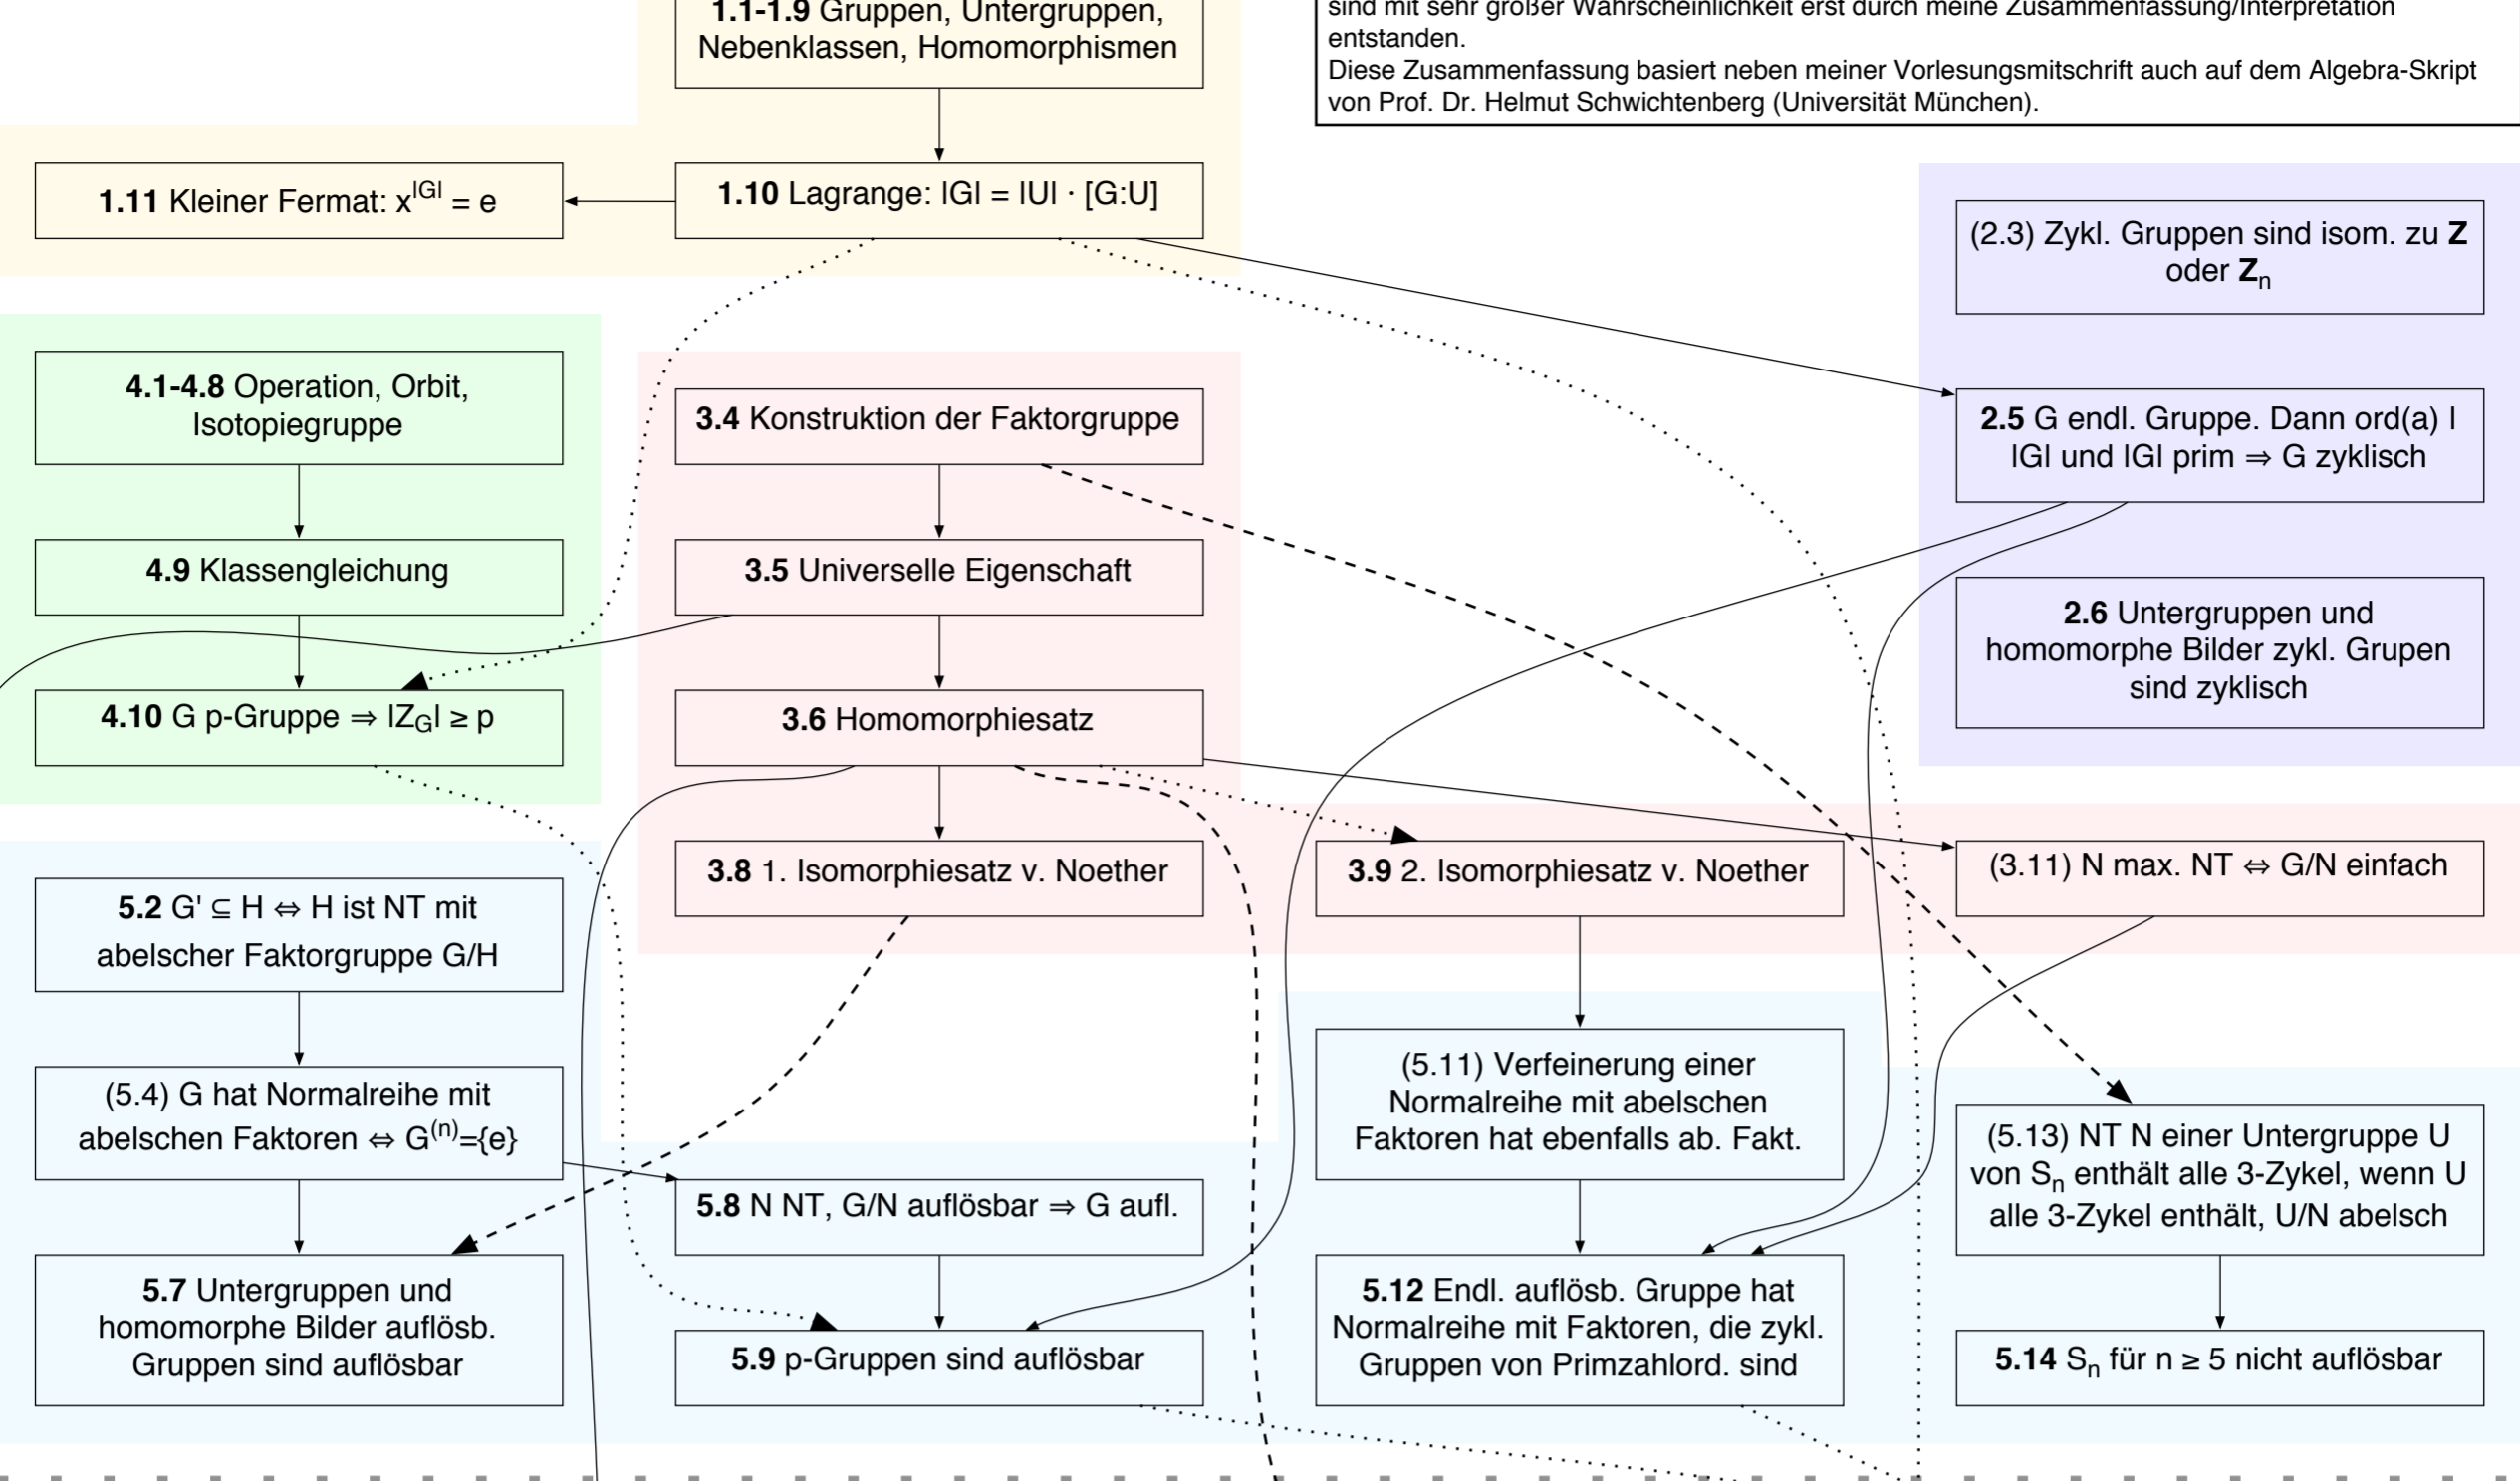 1.1-1.9 Gruppen, Untergruppen,
Nebenklassen, Homomorphismen
sind mit sehr großer Wahrscheinlichkeit erst durch meine Zusammenfassung/Interpretation
entstanden.
Diese Zusammenfassung basiert neben meiner Vorlesungsmitschrift auch auf dem Algebra-Skript
von Prof. Dr. Helmut Schwichtenberg (Universität München).
1.11 Kleiner Fermat: x^|G| = e
1.10 Lagrange: |G| = |U| · [G:U]
(2.3) Zykl. Gruppen sind isom. zu Z
oder Z_n
4.1-4.8 Operation, Orbit,
Isotopiegruppe
3.4 Konstruktion der Faktorgruppe
2.5 G endl. Gruppe. Dann ord(a) |
|G| und |G| prim ⇒ G zyklisch
4.9 Klassengleichung
3.5 Universelle Eigenschaft
2.6 Untergruppen und
homomorphe Bilder zykl. Grupen
sind zyklisch
4.10 G p-Gruppe ⇒ |Z_G| ≥ p
3.6 Homomorphiesatz
3.8 1. Isomorphiesatz v. Noether
3.9 2. Isomorphiesatz v. Noether
(3.11) N max. NT ⇔ G/N einfach
5.2 G' ⊆ H ⇔ H ist NT mit
abelscher Faktorgruppe G/H
(5.4) G hat Normalreihe mit
abelschen Faktoren ⇔ G^(n)={e}
(5.11) Verfeinerung einer
Normalreihe mit abelschen
Faktoren hat ebenfalls ab. Fakt.
(5.13) NT N einer Untergruppe U
von S_n enthält alle 3-Zykel, wenn U
alle 3-Zykel enthält, U/N abelsch
5.8 N NT, G/N auflösbar ⇒ G aufl.
5.7 Untergruppen und
homomorphe Bilder auflösb.
Gruppen sind auflösbar
5.9 p-Gruppen sind auflösbar
5.12 Endl. auflösb. Gruppe hat
Normalreihe mit Faktoren, die zykl.
Gruppen von Primzahlord. sind
5.14 S_n für n ≥ 5 nicht auflösbar